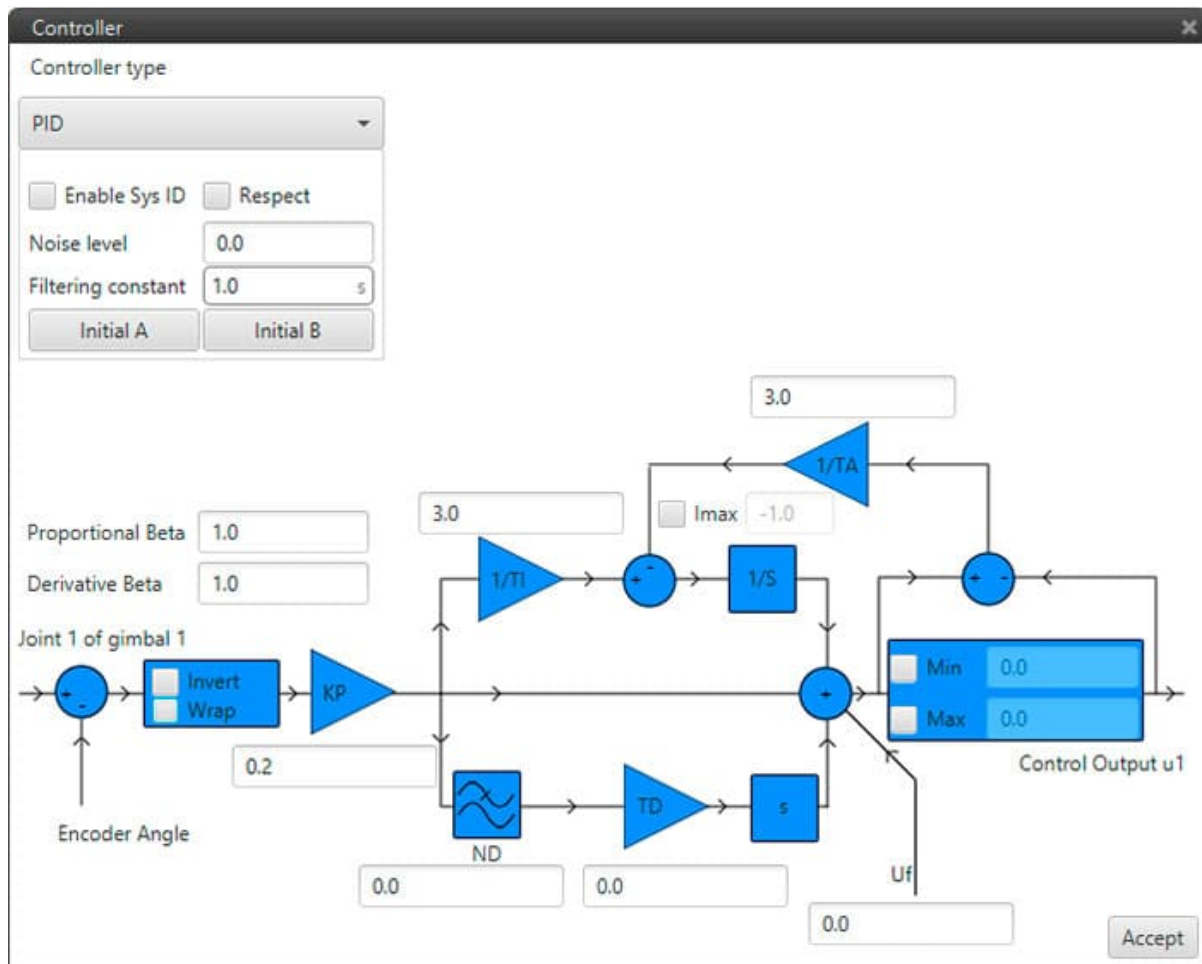 Controller
Controller type
PID
Enable Sys ID Respect
Noise level 0.0
Filtering constant 1.0 s
Initial A Initial B
3.0
1/TA
3.0
Imax -1.0
Proportional Beta 1.0
1/TI + - 1/S + -
Derivative Beta 1.0
Joint 1 of gimbal 1
+ - Invert KP + Min 0.0
Wrap Max 0.0
0.2 Control Output u1
TD s
Encoder Angle
ND
0.0 0.0 Uf
0.0
Accept